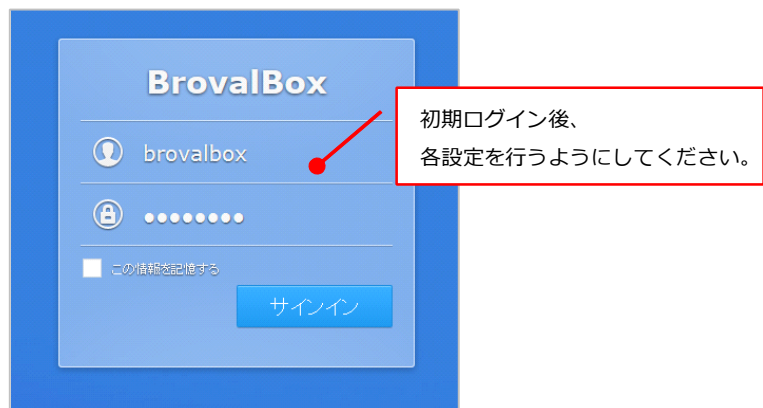 BrovalBox
初期ログイン後、
各設定を行うようにしてください。
brovalbox
●●●●●●●●
この情報を記憶する
サインイン